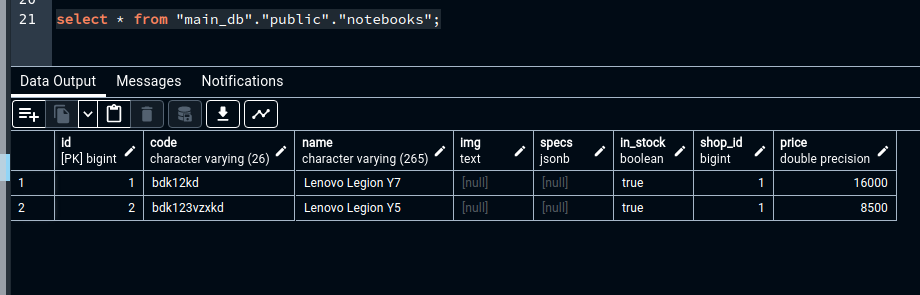 20
21 select * from "main_db"."public"."notebooks";
Data Output Messages Notifications
id code name img specs in_stock shop_id price
[PK] bigint character varying (26) character varying (265) text jsonb boolean bigint double precision
1 1 bdk12kd Lenovo Legion Y7 [null] [null] true 1 16000
2 2 bdk123vzxkd Lenovo Legion Y5 [null] [null] true 1 8500